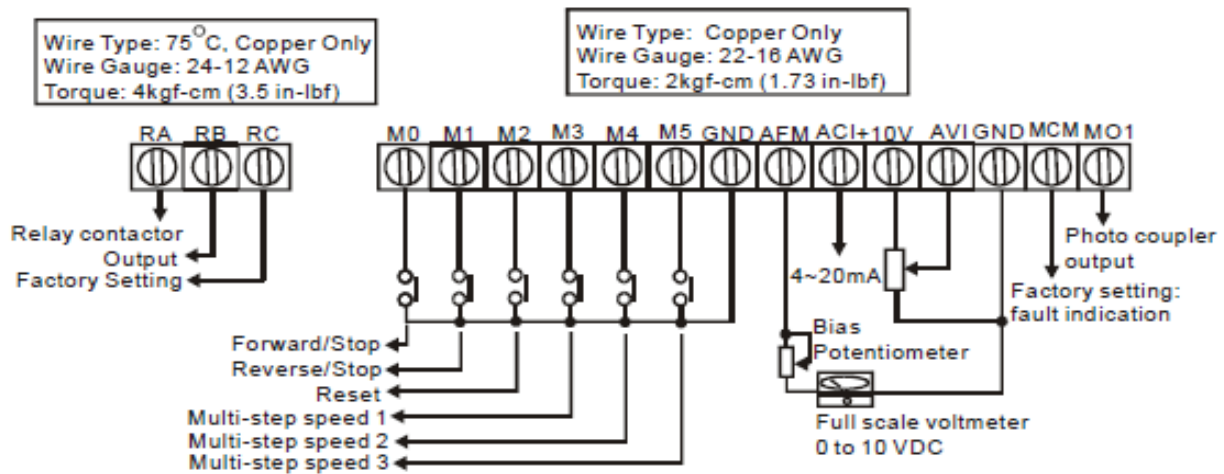 Wire Type: 75°C, Copper Only
Wire Gauge: 24-12 AWG
Torque: 4kgf-cm (3.5 in-lbf)
Wire Type: Copper Only
Wire Gauge: 22-16 AWG
Torque: 2kgf-cm (1.73 in-lbf)
RA RB RC
M0 M1 M2 M3 M4 M5 GND AFM ACI +10V AVI GND MCM MO1
Relay contactor
Output
Factory Setting
Forward/Stop
Reverse/Stop
Reset
Multi-step speed 1
Multi-step speed 2
Multi-step speed 3
4~20mA
Bias
Potentiometer
Full scale voltmeter
0 to 10 VDC
Photo coupler
output
Factory setting:
fault indication